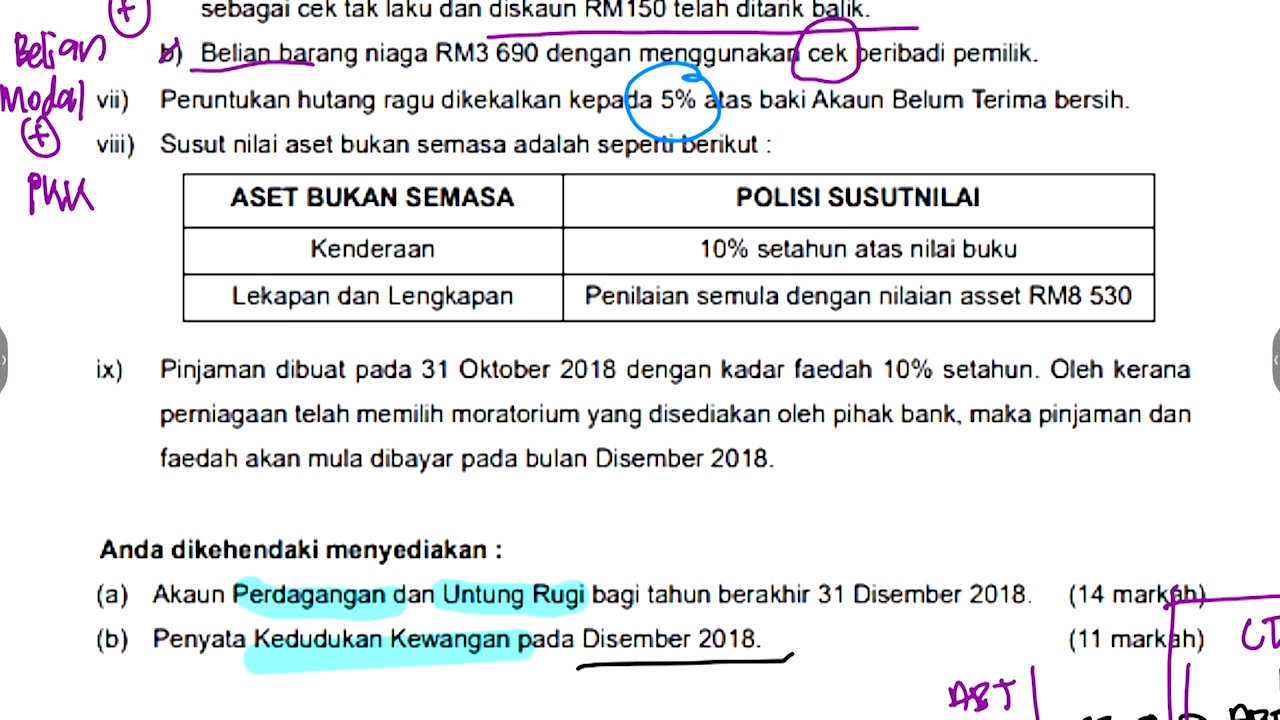 sebagai cek tak laku dan diskaun RM150 telah ditarik balik.
b) Belian barang niaga RM3 690 dengan menggunakan cek peribadi pemilik.
Belian
Modal
+
PKK
vii) Peruntukan hutang ragu dikekalkan kepada 5% atas baki Akaun Belum Terima bersih.
viii) Susut nilai aset bukan semasa adalah seperti berikut :
ASET BUKAN SEMASA POLISI SUSUTNILAI
Kenderaan 10% setahun atas nilai buku
Lekapan dan Lengkapan Penilaian semula dengan nilaian asset RM8 530
ix) Pinjaman dibuat pada 31 Oktober 2018 dengan kadar faedah 10% setahun. Oleh kerana
perniagaan telah memilih moratorium yang disediakan oleh pihak bank, maka pinjaman dan
faedah akan mula dibayar pada bulan Disember 2018.
Anda dikehendaki menyediakan :
(a) Akaun Perdagangan dan Untung Rugi bagi tahun berakhir 31 Disember 2018. (14 markah)
(b) Penyata Kedudukan Kewangan pada Disember 2018. (11 markah)
ABT